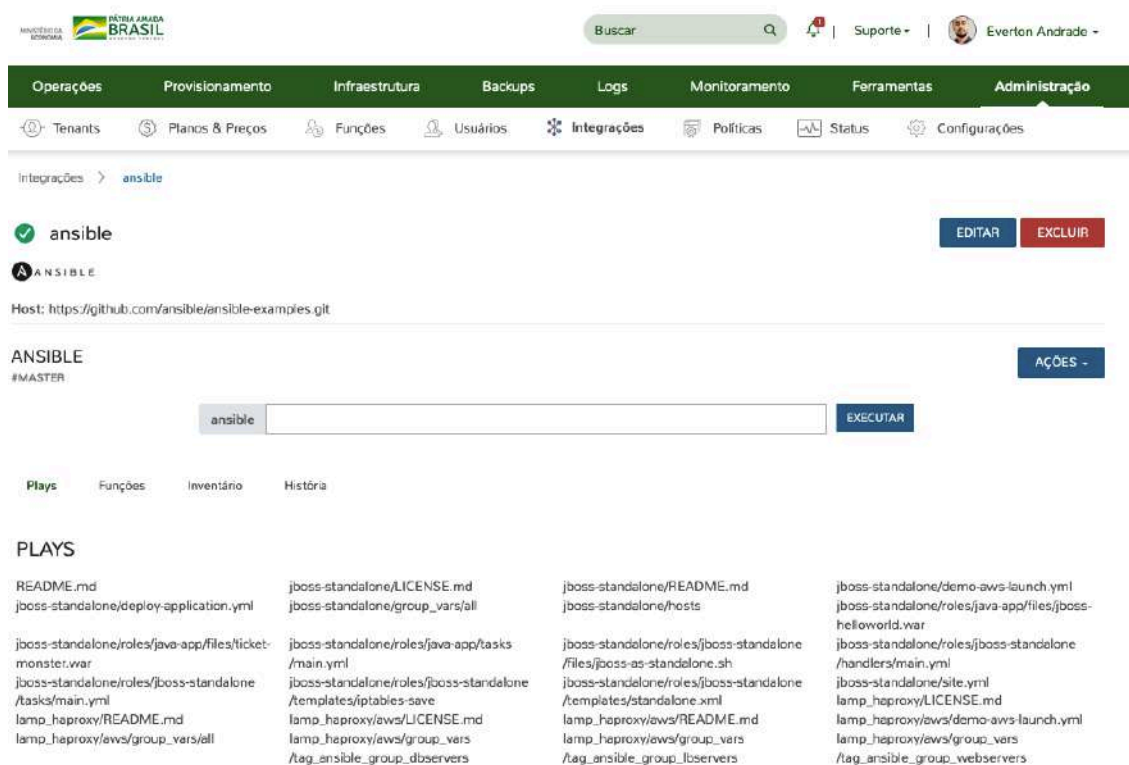 MINISTÉRIO DA
ECONOMIA
PÁTRIA AMADA
BRASIL
Buscar
Suporte
Everton Andrade
Operações
Provisionamento
Infraestrutura
Backups
Logs
Monitoramento
Ferramentas
Administração
Tenants
Planos & Preços
Funções
Usuários
Integrações
Políticas
Status
Configurações
Integrações > ansible
ansible
EDITAR
EXCLUIR
ANSIBLE
Host: https://github.com/ansible/ansible-examples.git
ANSIBLE
#MASTER
AÇÕES
ansible
EXECUTAR
Plays
Funções
Inventário
História
PLAYS
README.md
jboss-standalone/LICENSE.md
jboss-standalone/README.md
jboss-standalone/demo-aws-launch.yml
jboss-standalone/deploy-application.yml
jboss-standalone/group_vars/all
jboss-standalone/hosts
jboss-standalone/roles/java-app/files/jboss-
helloworld.war
jboss-standalone/roles/java-app/files/ticket-
monster.war
jboss-standalone/roles/java-app/tasks
/main.yml
jboss-standalone/roles/jboss-standalone
/files/jboss-as-standalone.sh
jboss-standalone/roles/jboss-standalone
/handlers/main.yml
jboss-standalone/roles/jboss-standalone
/tasks/main.yml
jboss-standalone/roles/jboss-standalone
/templates/iptables-save
jboss-standalone/roles/jboss-standalone
/templates/standalone.xml
jboss-standalone/site.yml
lamp_haproxy/LICENSE.md
lamp_haproxy/README.md
lamp_haproxy/aws/LICENSE.md
lamp_haproxy/aws/README.md
lamp_haproxy/aws/demo-aws-launch.yml
lamp_haproxy/aws/group_vars/all
lamp_haproxy/aws/group_vars
/tag_ansible_group_dbservers
lamp_haproxy/aws/group_vars
/tag_ansible_group_lbservers
lamp_haproxy/aws/group_vars
/tag_ansible_group_webservers